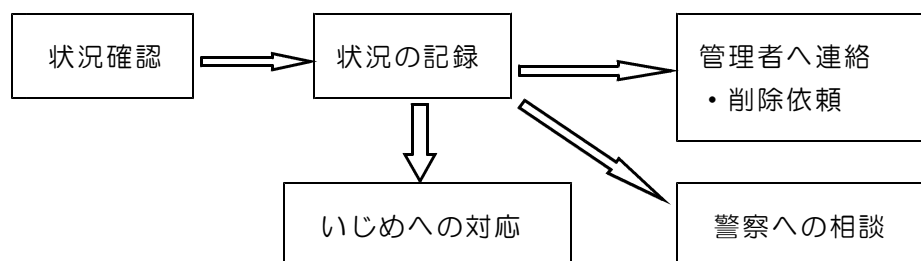 状況確認
状況の記録
管理者へ連絡
・削除依頼
いじめへの対応
警察への相談